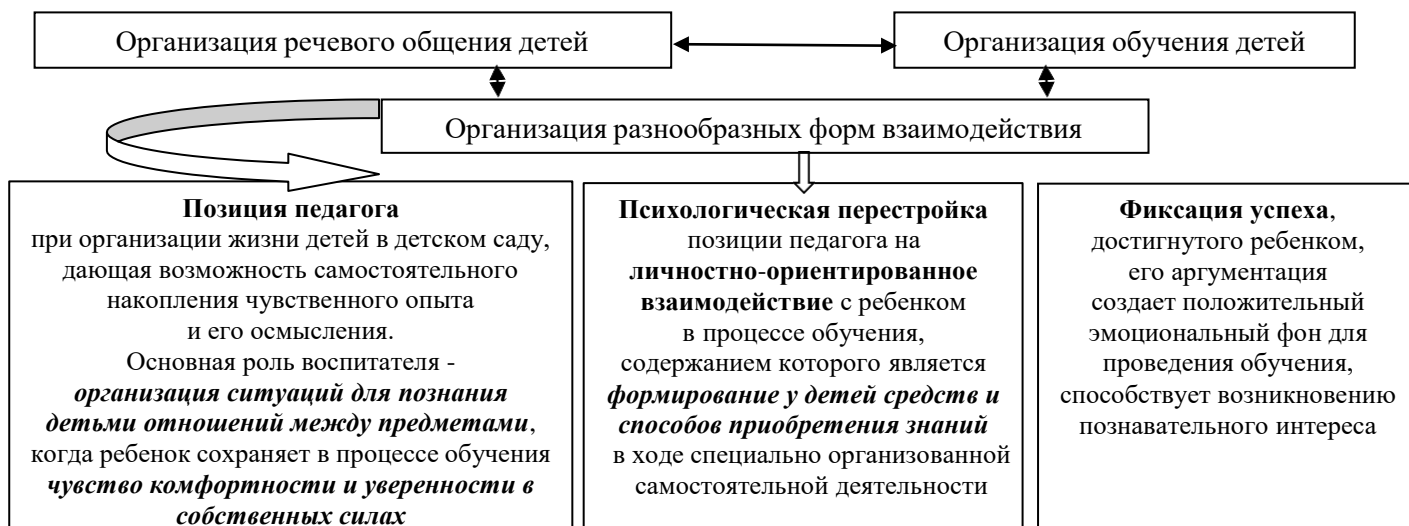 Организация речевого общения детей
Организация обучения детей
Организация разнообразных форм взаимодействия
Позиция педагога
при организации жизни детей в детском саду,
дающая возможность самостоятельного
накопления чувственного опыта
и его осмысления.
Основная роль воспитателя -
организация ситуаций для познания
детьми отношений между предметами,
когда ребенок сохраняет в процессе обучения
чувство комфортности и уверенности в
собственных силах
Психологическая перестройка
позиции педагога на
личностно-ориентированное
взаимодействие с ребенком
в процессе обучения,
содержанием которого является
формирование у детей средств и
способов приобретения знаний
в ходе специально организованной
самостоятельной деятельности
Фиксация успеха,
достигнутого ребенком,
его аргументация
создает положительный
эмоциональный фон для
проведения обучения,
способствует возникновению
познавательного интереса